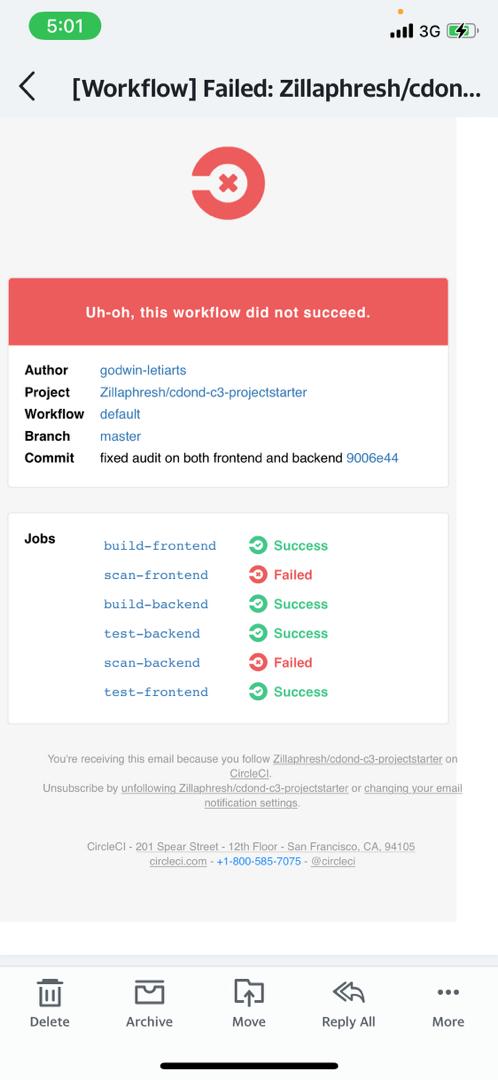 5:01
3G
[Workflow] Failed: Zillaphresh/cdon...
Uh-oh, this workflow did not succeed.
Author godwin-letiarts
Project Zillaphresh/cdond-c3-projectstarter
Workflow default
Branch master
Commit fixed audit on both frontend and backend 9006e44
Jobs
build-frontend Success
scan-frontend Failed
build-backend Success
test-backend Success
scan-backend Failed
test-frontend Success
You're receiving this email because you follow Zillaphresh/cdond-c3-projectstarter on
CircleCI.
Unsubscribe by unfollowing Zillaphresh/cdond-c3-projectstarter or changing your email
notification settings.
CircleCI - 201 Spear Street - 12th Floor - San Francisco, CA, 94105
circleci.com - +1-800-585-7075 - @circleci
Delete Archive Move Reply All More